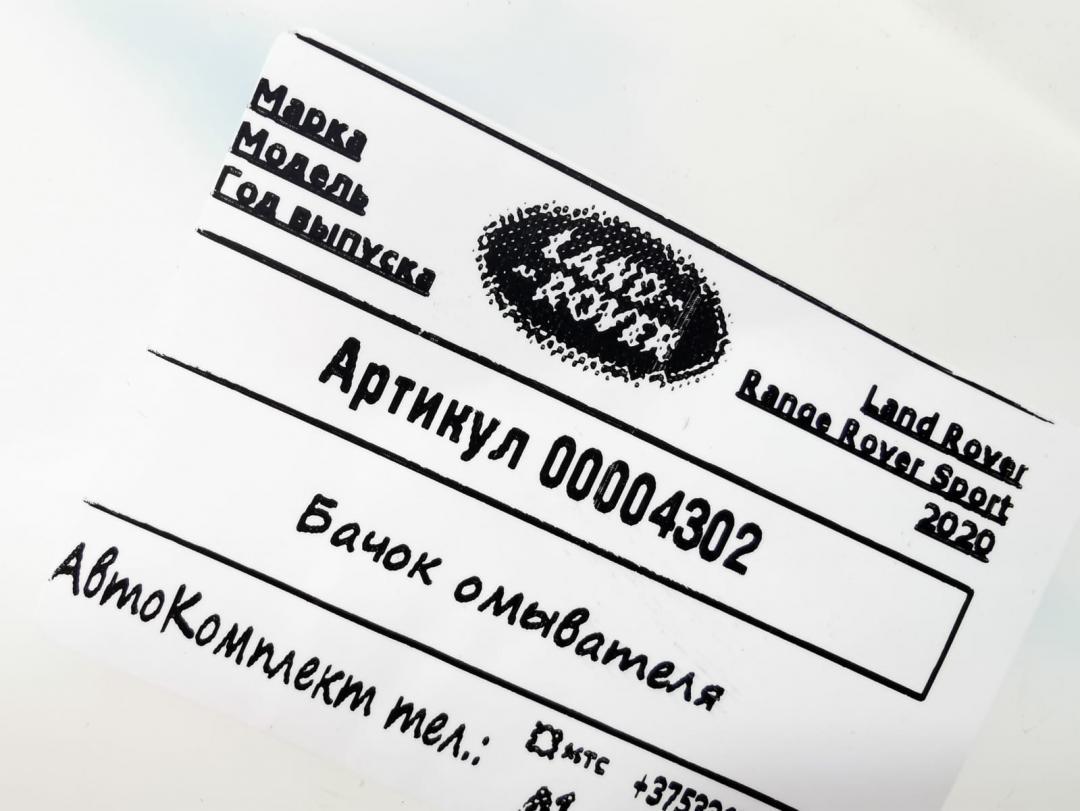 Марка
Land Rover
Модель
Range Rover Sport
Год выпуска
2020
LAND
ROVER
Артикул 00004302
Бачок омывателя
АвтоКомплект тел.:
мтс